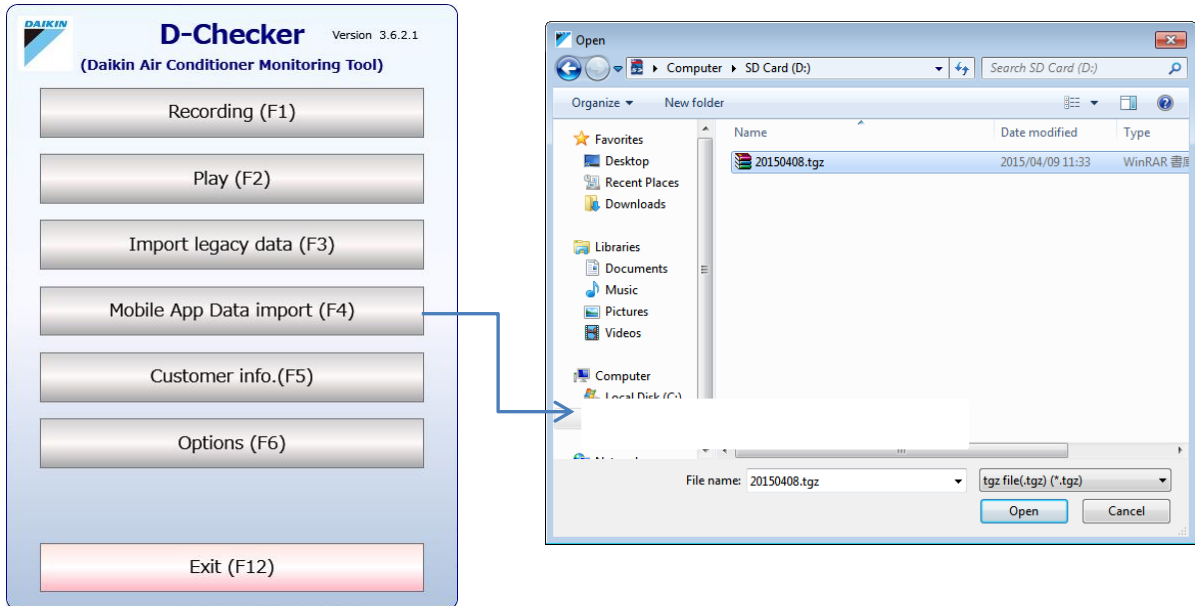 DAIKIN
D-Checker Version 3.6.2.1
(Daikin Air Conditioner Monitoring Tool)
Recording (F1)
Play (F2)
Import legacy data (F3)
Mobile App Data import (F4)
Customer info.(F5)
Options (F6)
Exit (F12)
Open
Computer SD Card (D:) Search SD Card (D:)
Organize New folder
Name Date modified Type
20150408.tgz 2015/04/09 11:33 WinRAR
Favorites
Desktop
Recent Places
Downloads
Libraries
Documents
Music
Pictures
Videos
Computer
Local Disk (C:)
File name: 20150408.tgz tgz file(.tgz) (*.tgz)
Open Cancel